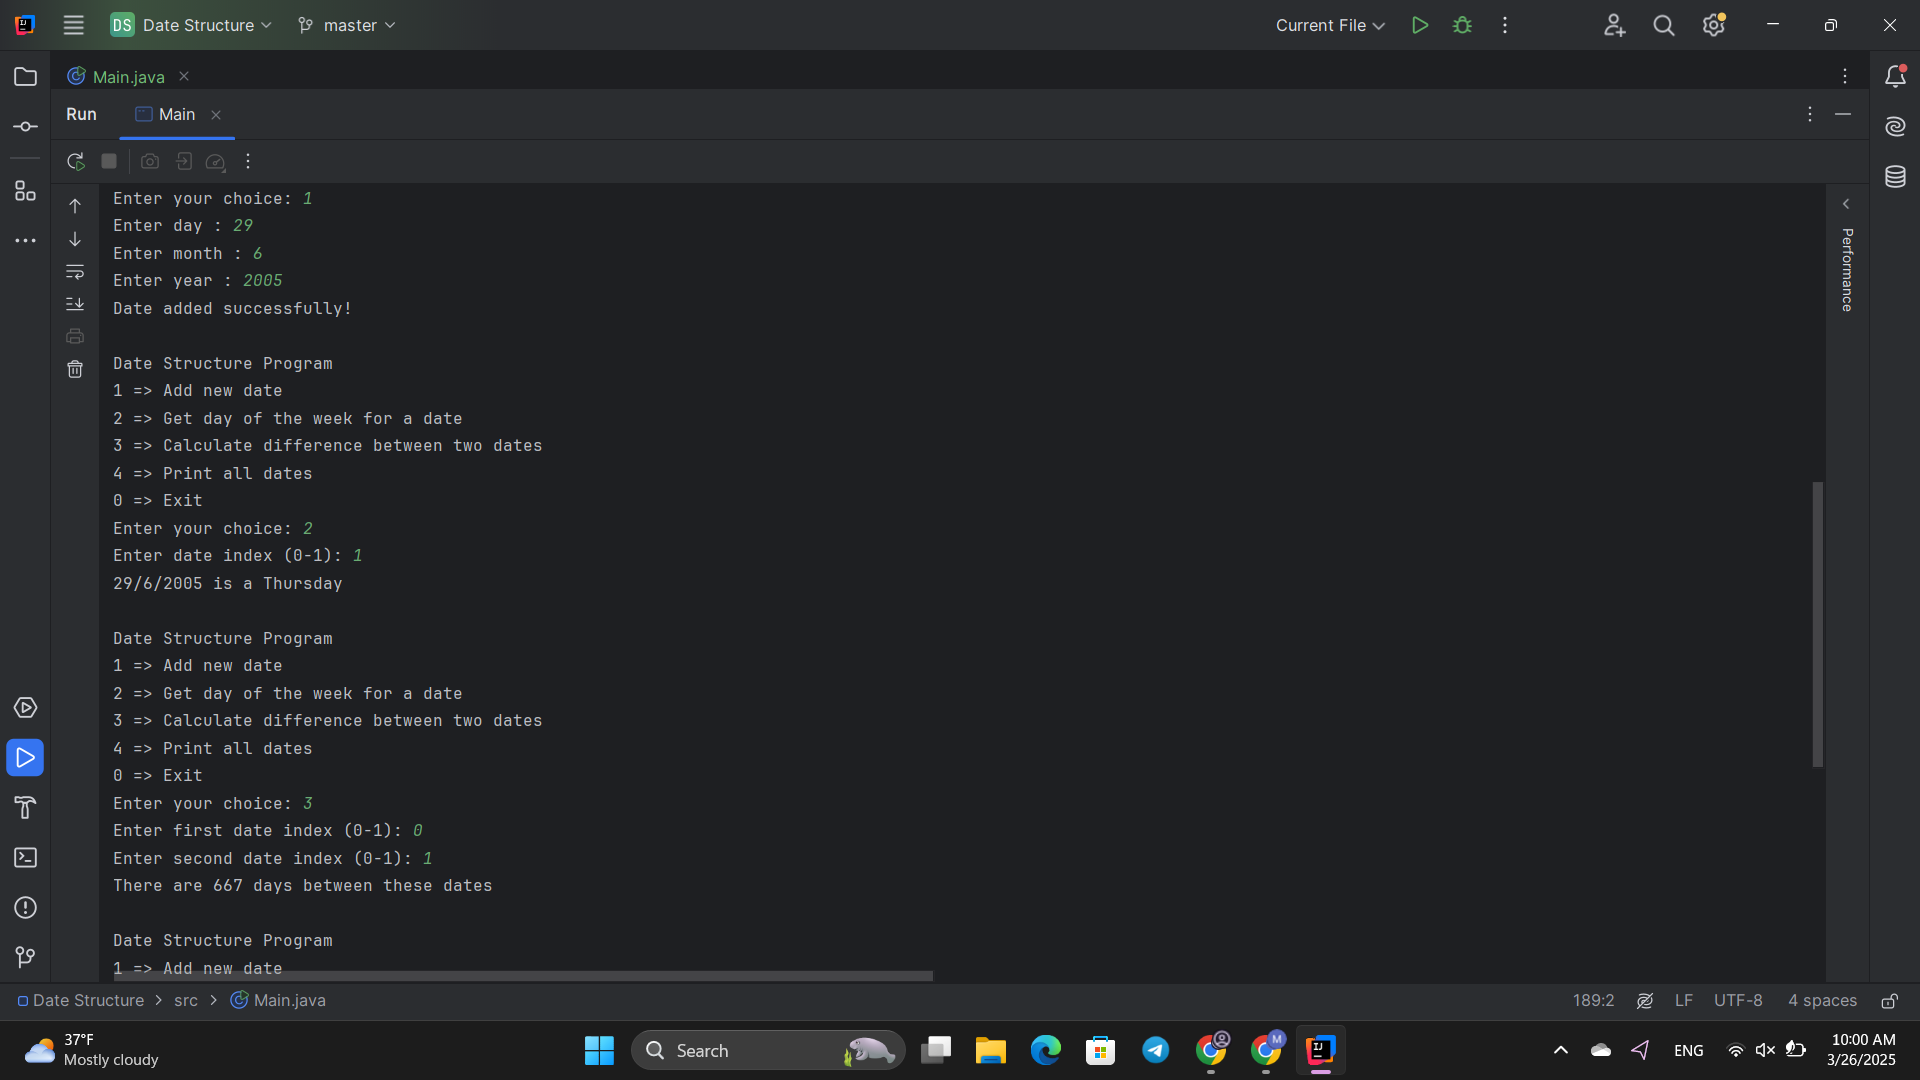 DS Date Structure master Current File
Main.java
Run Main
Enter your choice: 1
Enter day : 29
Enter month : 6
Enter year : 2005
Date added successfully!
Date Structure Program
1 => Add new date
2 => Get day of the week for a date
3 => Calculate difference between two dates
4 => Print all dates
0 => Exit
Enter your choice: 2
Enter date index (0-1): 1
29/6/2005 is a Thursday
Date Structure Program
1 => Add new date
2 => Get day of the week for a date
3 => Calculate difference between two dates
4 => Print all dates
0 => Exit
Enter your choice: 3
Enter first date index (0-1): 0
Enter second date index (0-1): 1
There are 667 days between these dates
Date Structure Program
1 => Add new date
Performance
Date Structure > src > Main.java 189:2 LF UTF-8 4 spaces
37°F
Mostly cloudy
Search
M
ENG
10:00 AM
3/26/2025